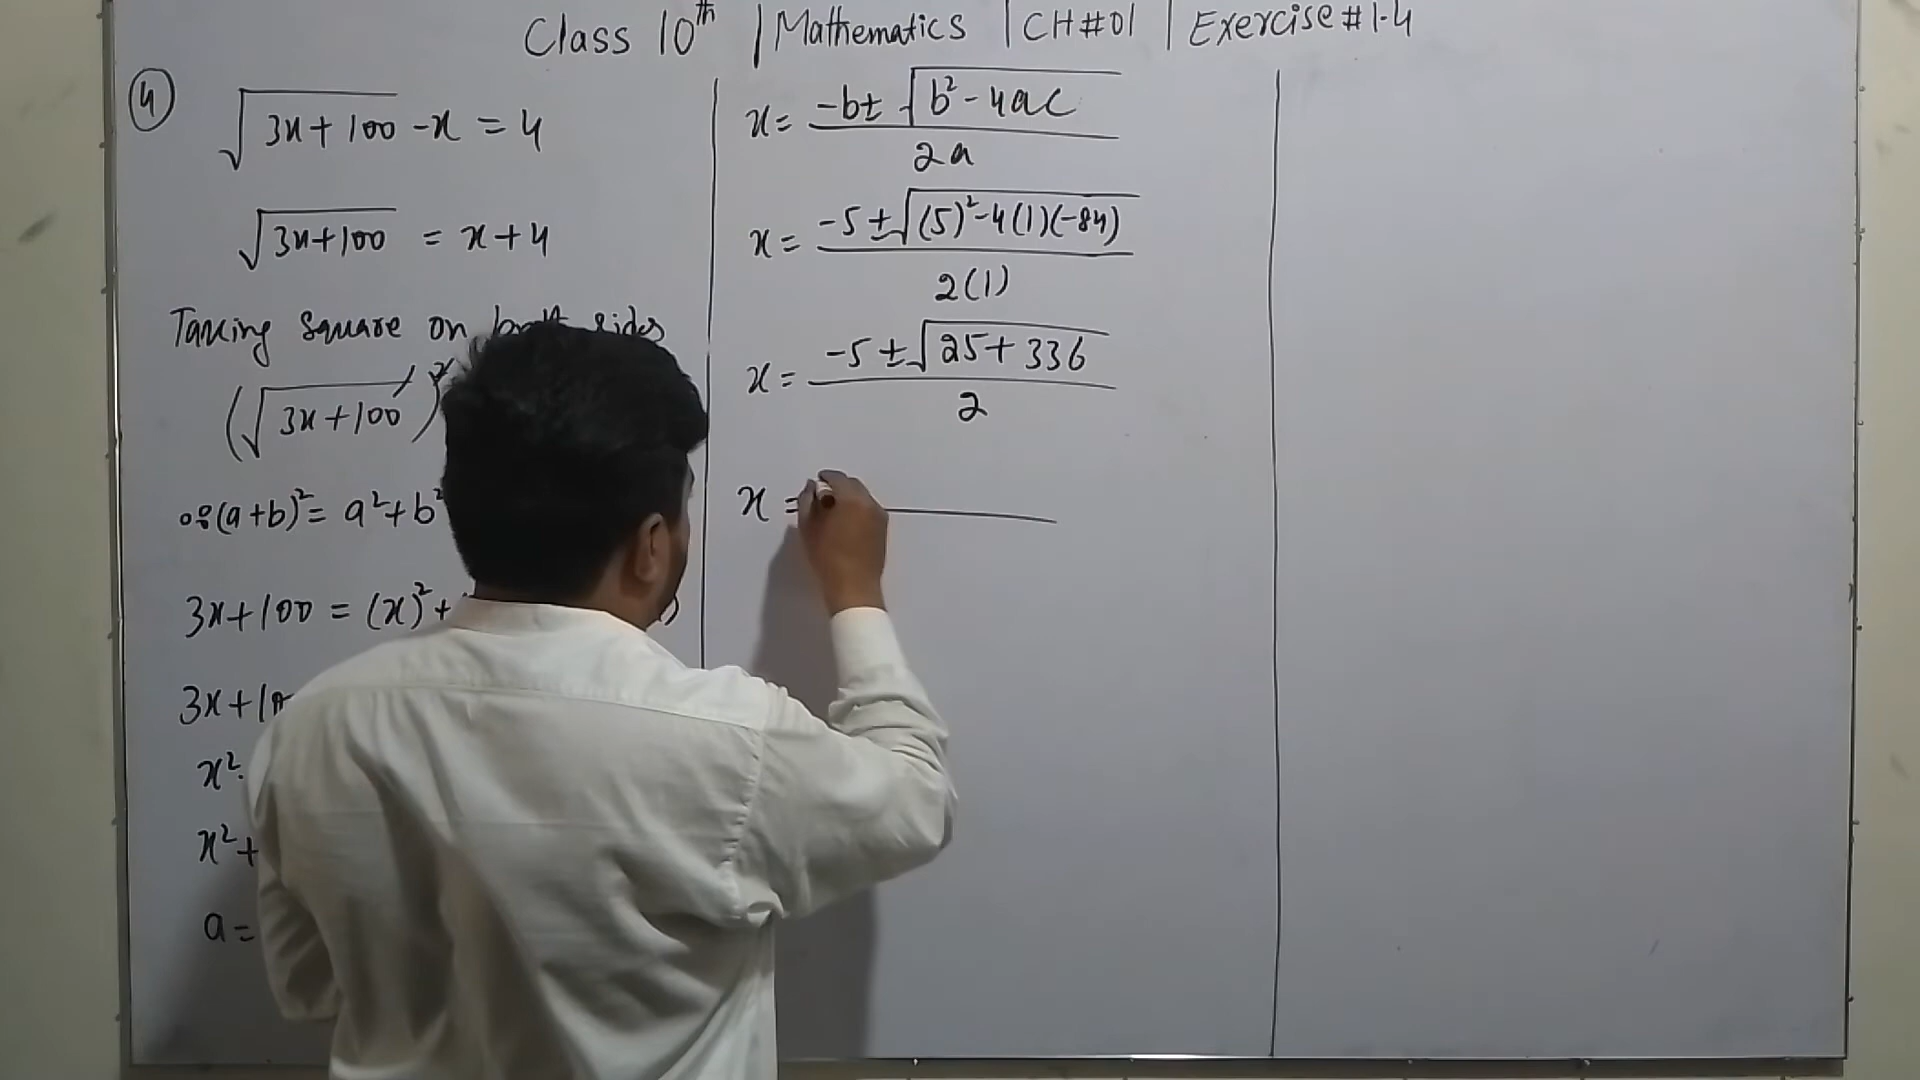 Class 10th | Mathematics | CH#01 | Exercise#1.4
4
√(3x+100) - x = 4
√(3x+100) = x+4
Taking square on both sides
(√(3x+100))²
∵ (a+b)² = a²+b²
3x+100 = (x)²+
3x+10
x²
x²+
a=
x = (-b ± √(b²-4ac)) / 2a
x = (-5 ± √((5)²-4(1)(-84))) / 2(1)
x = (-5 ± √(25+336)) / 2
x =